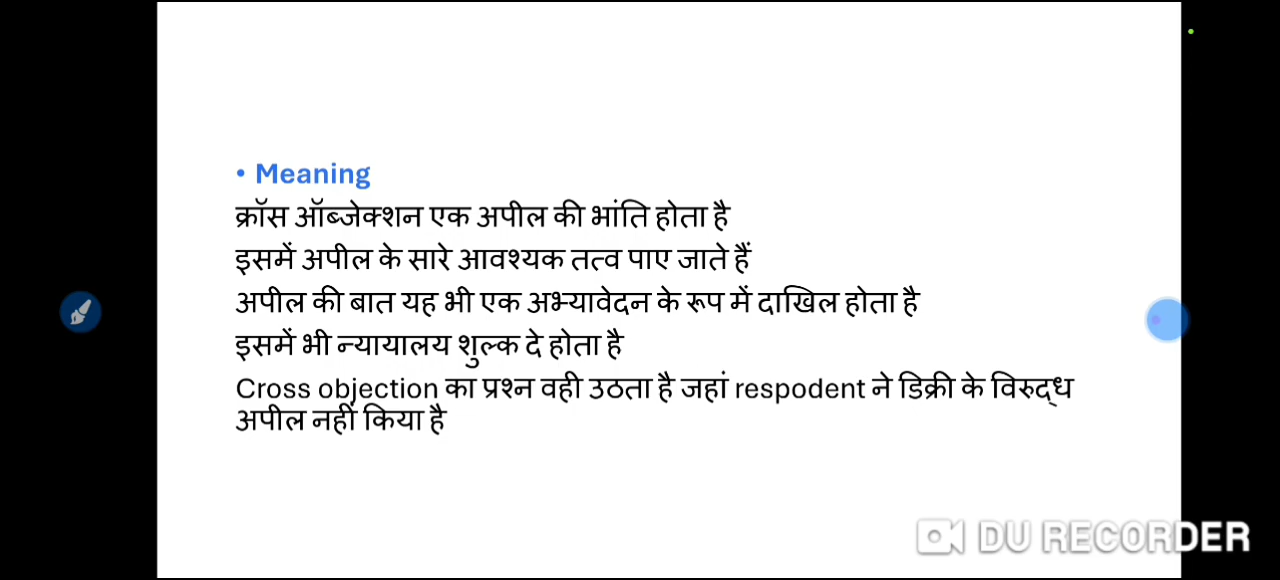 • Meaning
क्रॉस ऑब्जेक्शन एक अपील की भांति होता है
इसमें अपील के सारे आवश्यक तत्व पाए जाते हैं
अपील की बात यह भी एक अभ्यावेदन के रूप में दाखिल होता है
इसमें भी न्यायालय शुल्क दे होता है
Cross objection का प्रश्न वही उठता है जहां respodent ने डिक्री के विरुद्ध
अपील नहीं किया है
DU RECORDER